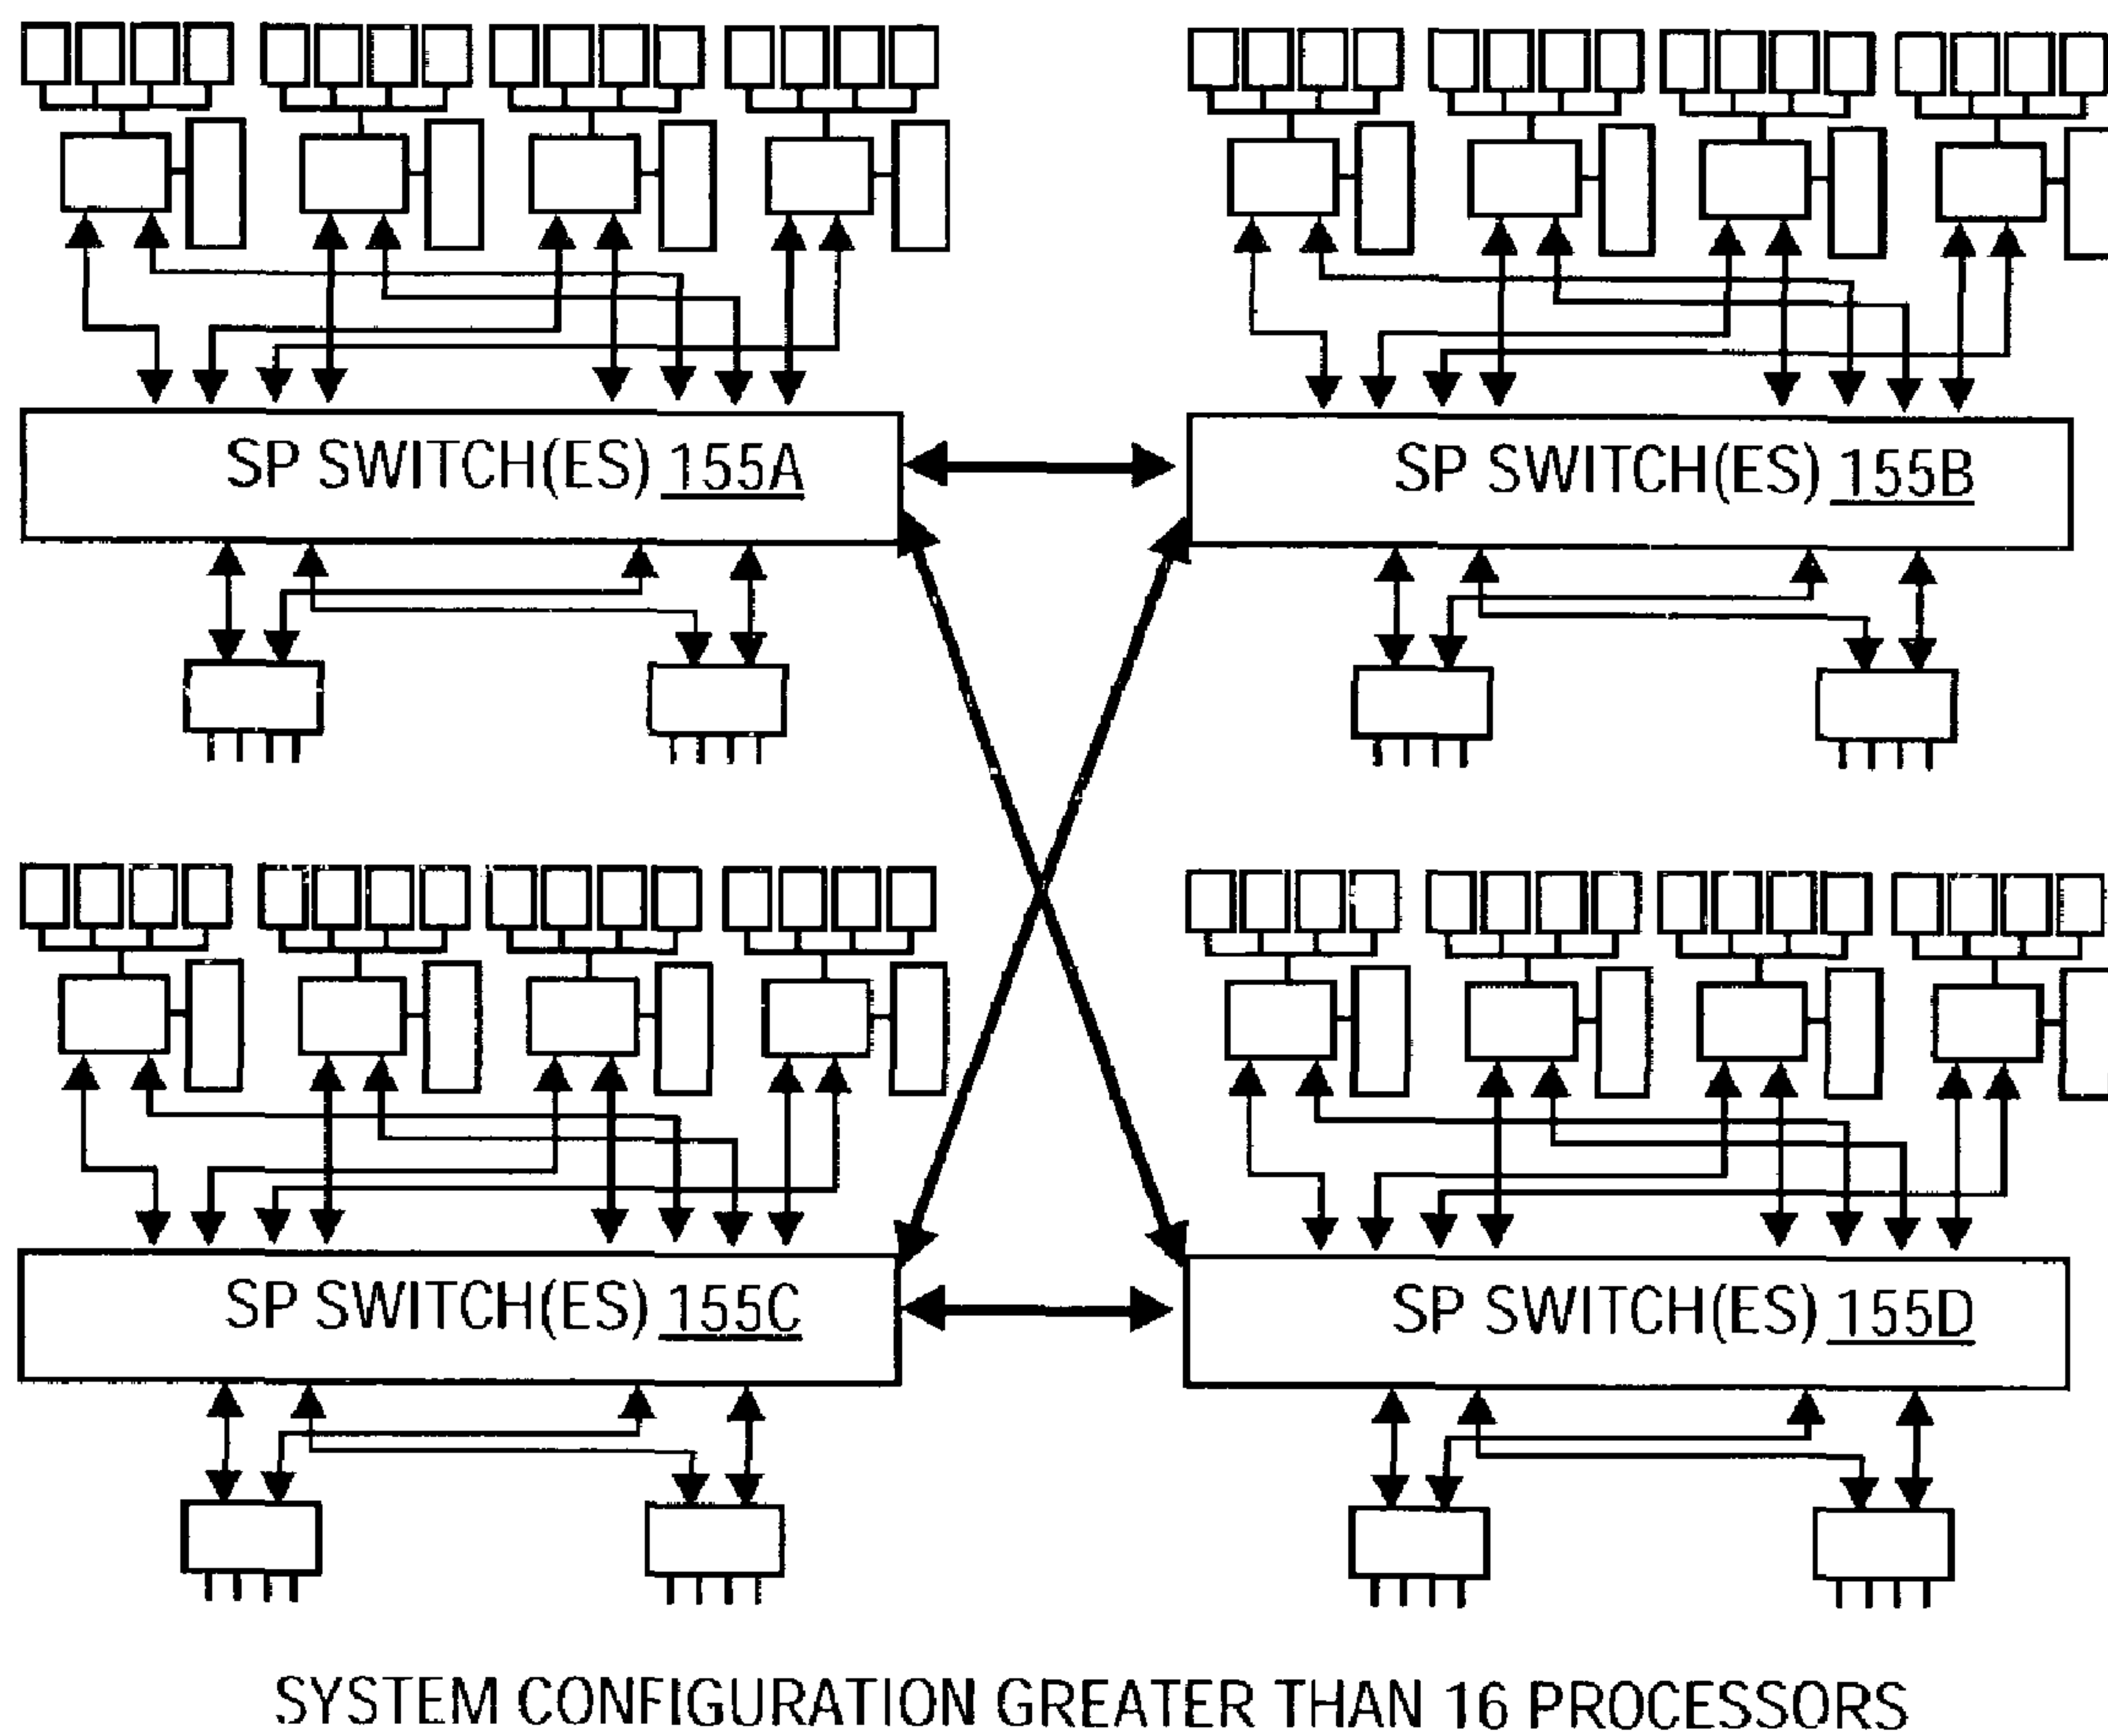 SP SWITCH(ES) 155A
SP SWITCH(ES) 155B
SP SWITCH(ES) 155C
SP SWITCH(ES) 155D
SYSTEM CONFIGURATION GREATER THAN 16 PROCESSORS